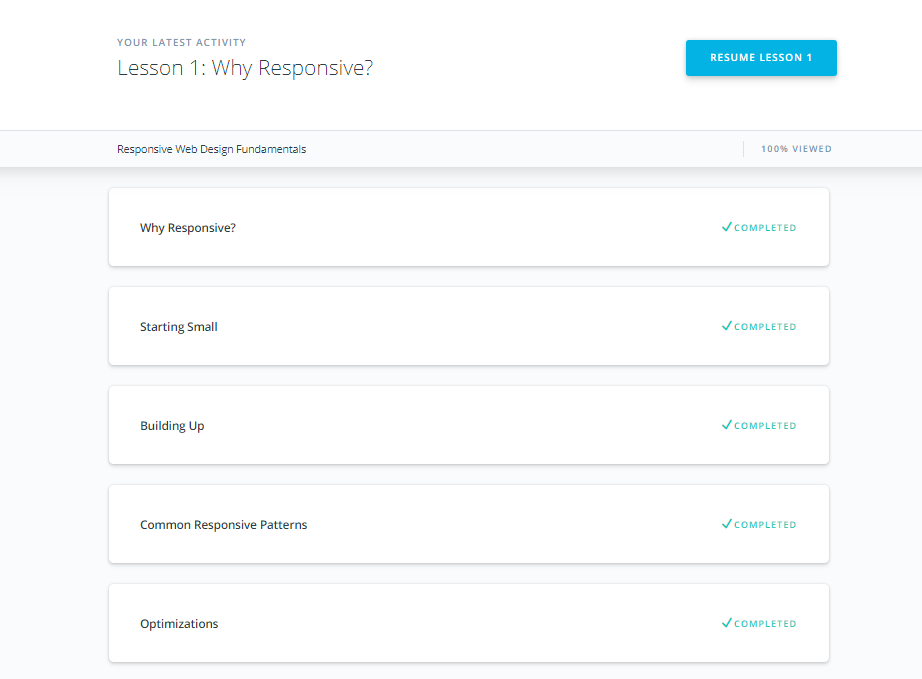 YOUR LATEST ACTIVITY
Lesson 1: Why Responsive?
RESUME LESSON 1
Responsive Web Design Fundamentals
100% VIEWED
Why Responsive?
COMPLETED
Starting Small
COMPLETED
Building Up
COMPLETED
Common Responsive Patterns
COMPLETED
Optimizations
COMPLETED